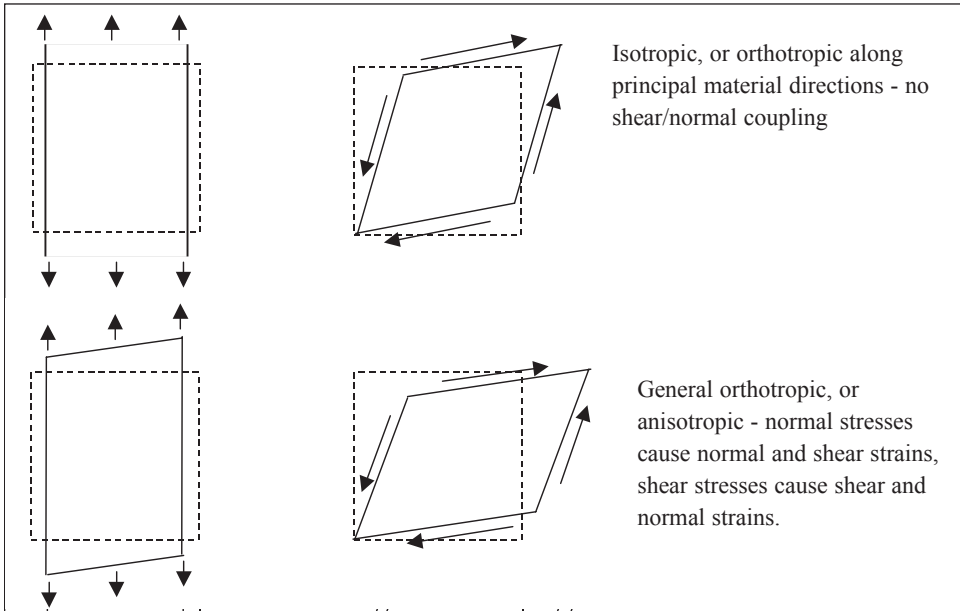 Isotropic, or orthotropic along
principal material directions - no
shear/normal coupling
General orthotropic, or
anisotropic - normal stresses
cause normal and shear strains,
shear stresses cause shear and
normal strains.